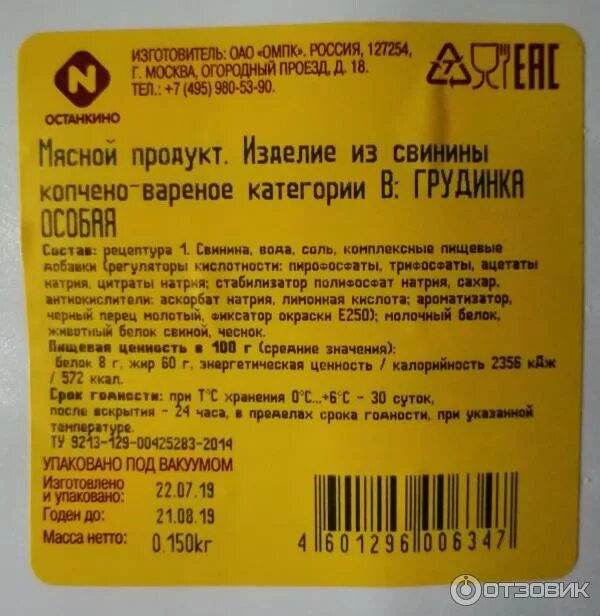 ИЗГОТОВИТЕЛЬ: ОАО «ОМПК». РОССИЯ, 127254,
Г. МОСКВА, ОГОРОДНЫЙ ПРОЕЗД, Д. 18.
ТЕЛ.: +7 (495) 980-53-90.
N
ОСТАНКИНО
7
EAC
Мясной продукт. Изделие из свинины
копчено-вареное категории В: ГРУДИНКА
ОСОБАЯ
Состав: рецептура 1. Свинина, вода, соль, комплексные пищевые
добавки (регуляторы кислотности: пирофосфаты, трифосфаты, ацетаты
натрия, цитраты натрия; стабилизатор полифосфат натрия, сахар,
антиокислители: аскорбат натрия, лимонная кислота; ароматизатор,
черный перец молотый, фиксатор окраски Е250); молочный белок,
животный белок свиной, чеснок.
Пищевая ценность в 100 г (средние значения):
белок 8 г, жир 60 г, энергетическая ценность / калорийность 2356 кДж
/ 572 ккал.
Срок годности: при Т°С хранения 0°С...+6°С - 30 суток,
после вскрытия - 24 часа, в пределах срока годности, при указанной
температуре.
ТУ 9213-129-00425283-2014
УПАКОВАНО ПОД ВАКУУМОМ
Изготовлено
и упаковано: 22.07.19
Годен до: 21.08.19
Масса нетто: 0.150кг
4 601296 006347
ОТЗОВИК